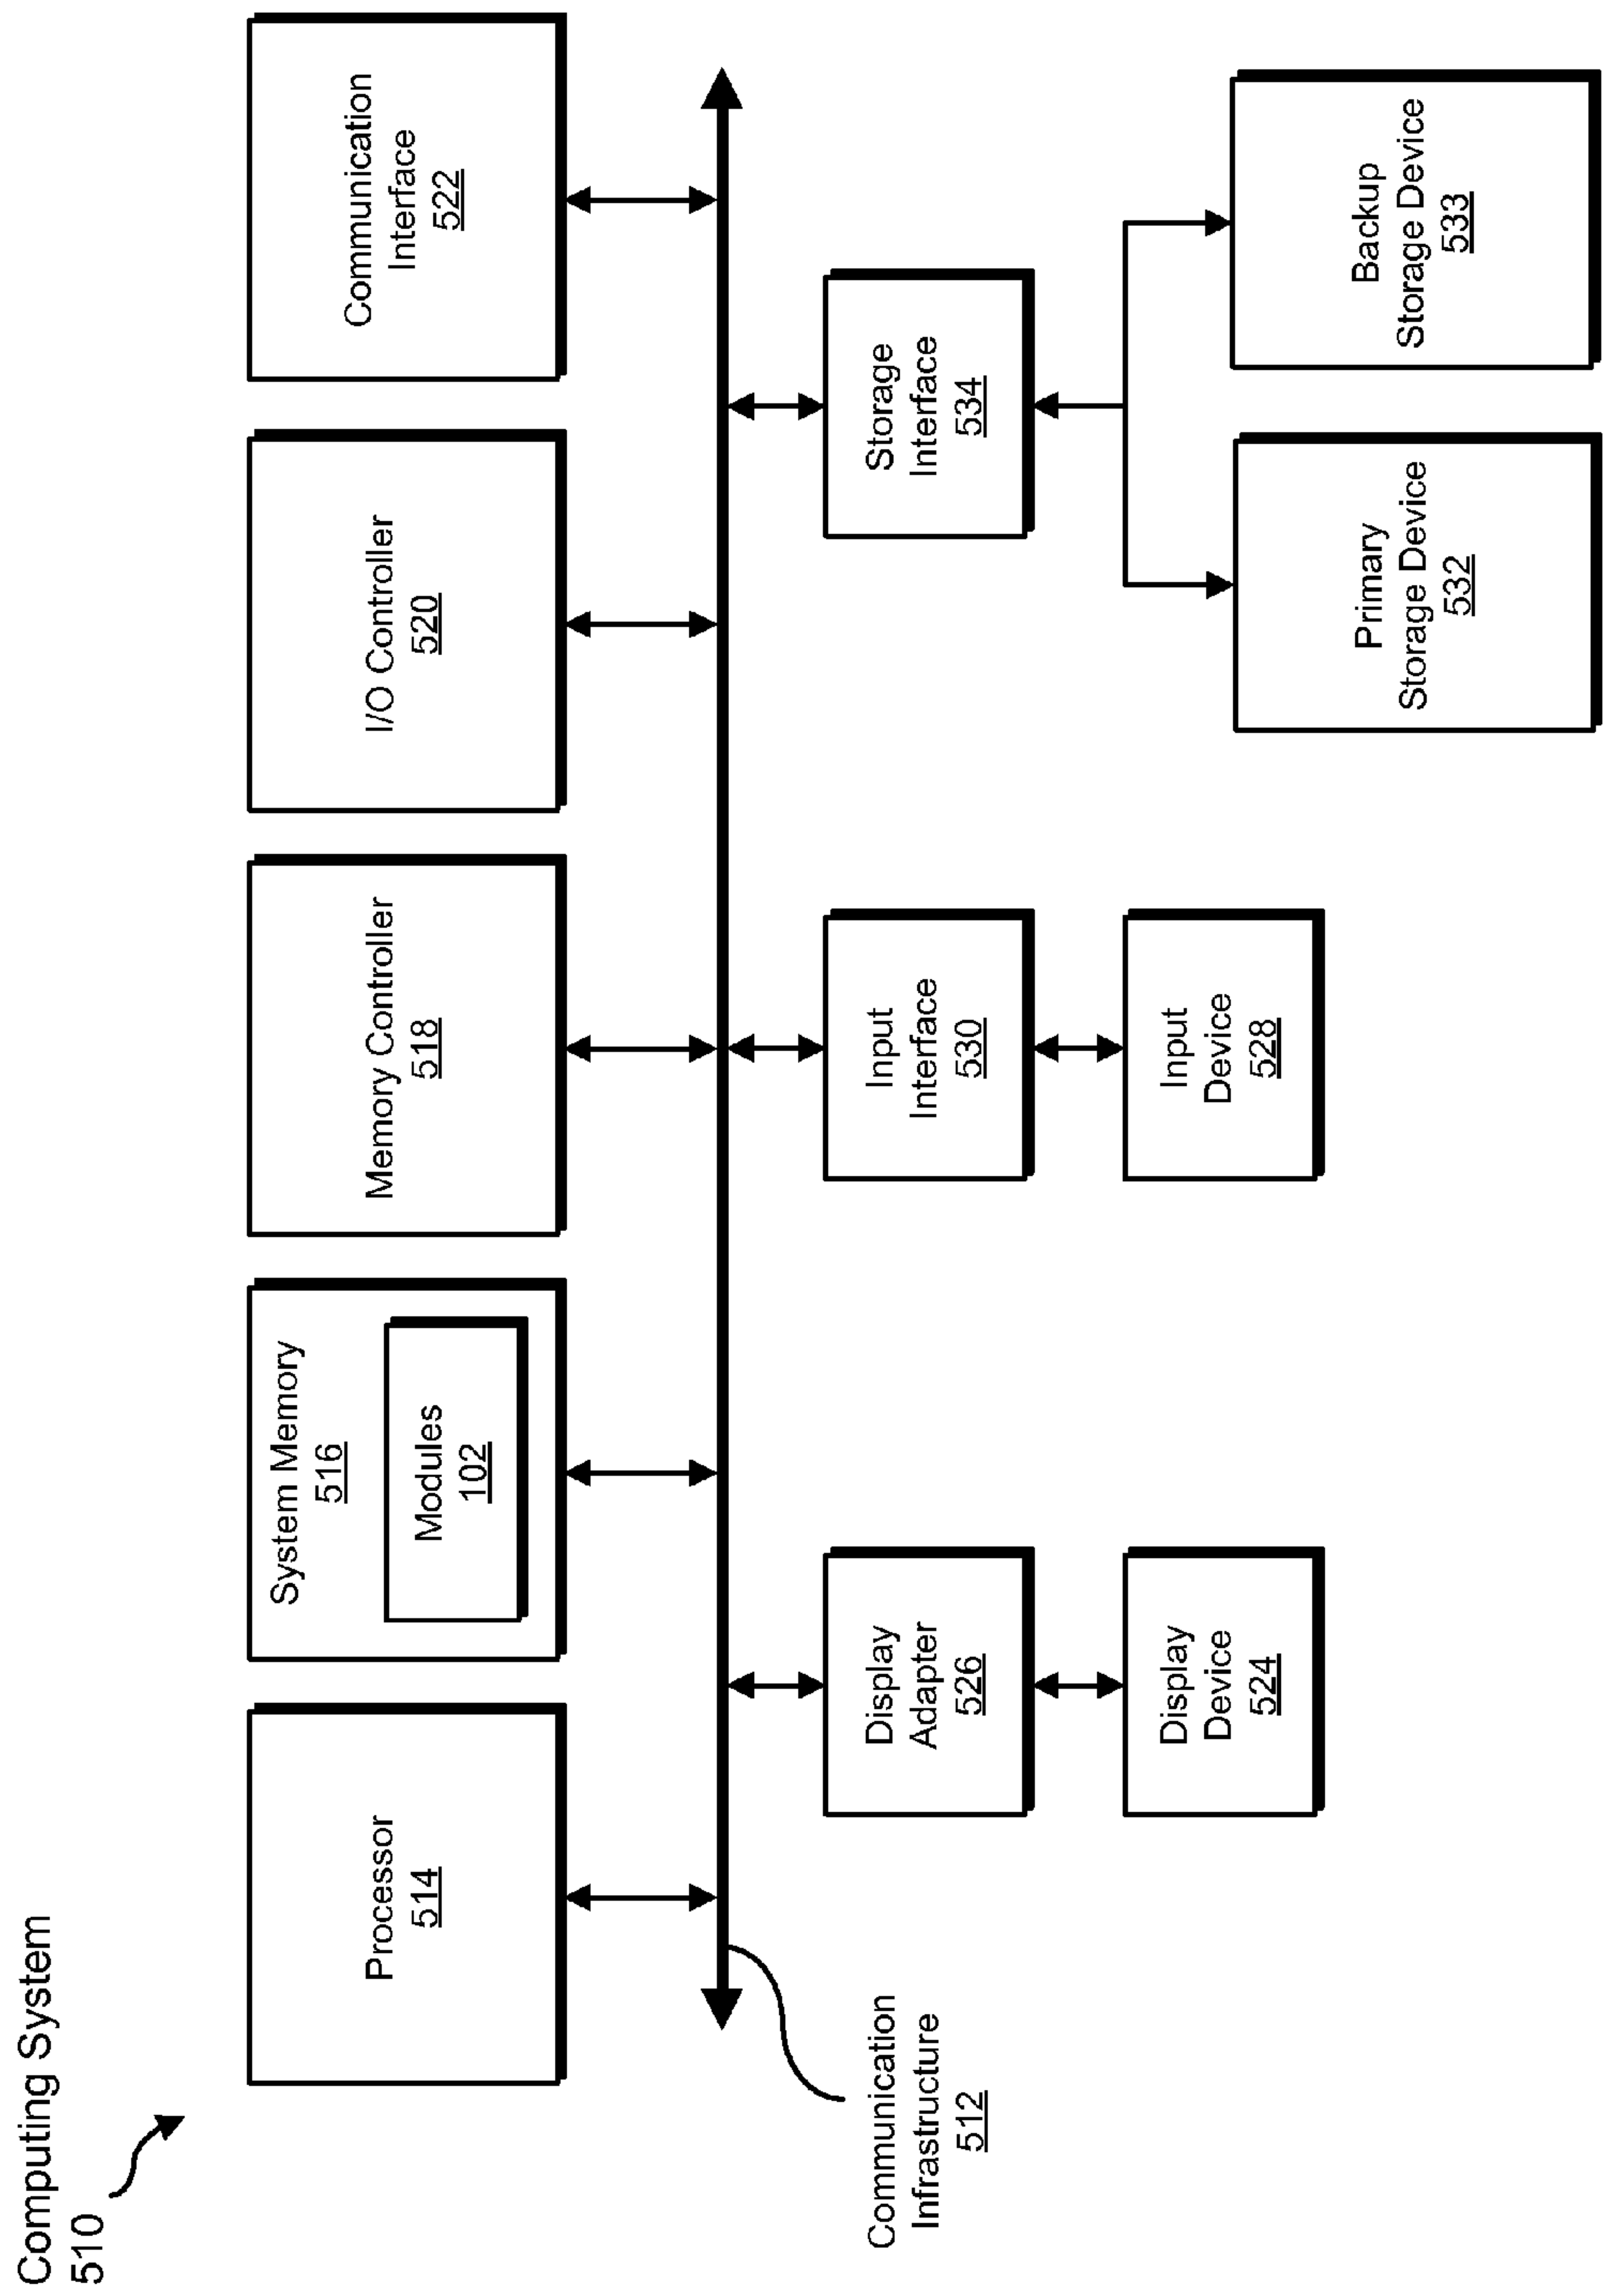 Computing System
510
Processor
514
System Memory
516
Modules
102
Memory Controller
518
I/O Controller
520
Communication
Interface
522
Communication
Infrastructure
512
Display
Adapter
526
Input
Interface
530
Storage
Interface
534
Display
Device
524
Input
Device
528
Primary
Storage Device
532
Backup
Storage Device
533